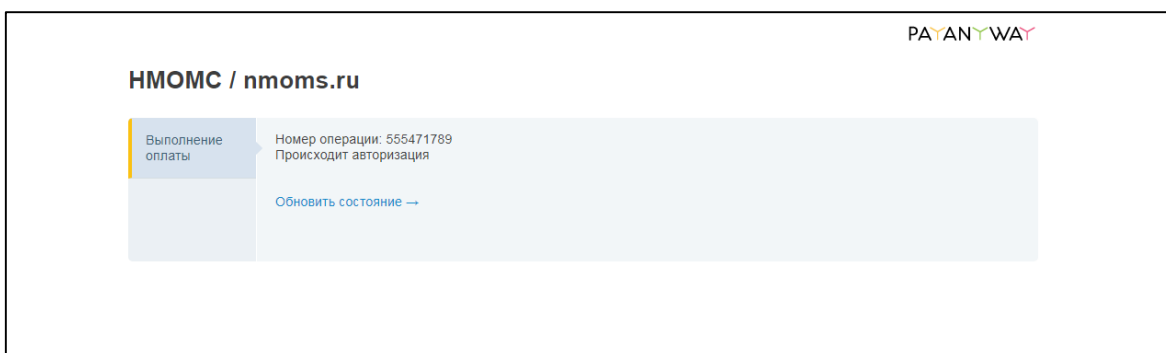 PAYANYWAY
НМОМС / nmoms.ru
Выполнение
оплаты
Номер операции: 555471789
Происходит авторизация
Обновить состояние →